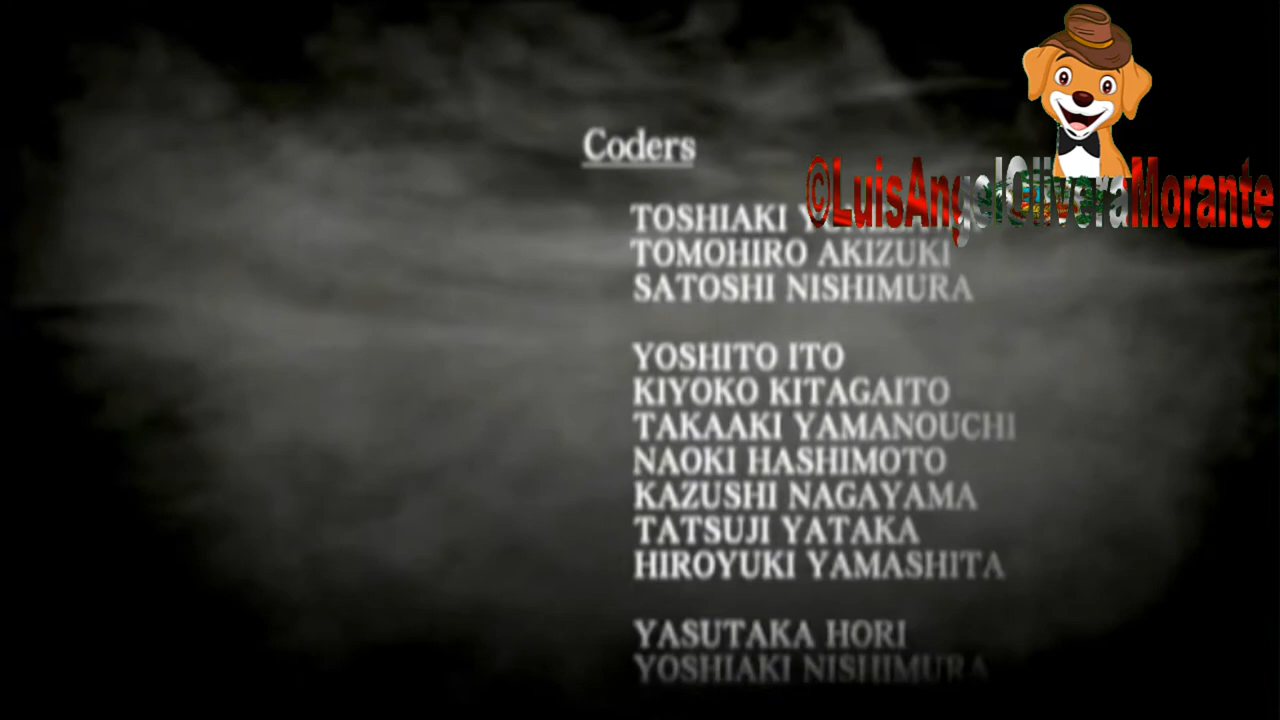 Coders
©LuisAngelOliveraMorante
TOSHIAKI
TOMOHIRO AKIZUKI
SATOSHI NISHIMURA
YOSHITO ITO
KIYOKO KITAGAITO
TAKAAKI YAMANOUCHI
NAOKI HASHIMOTO
KAZUSHI NAGAYAMA
TATSUJI YATAKA
HIROYUKI YAMASHITA
YASUTAKA HORI
YOSHIAKI NISHIMURA